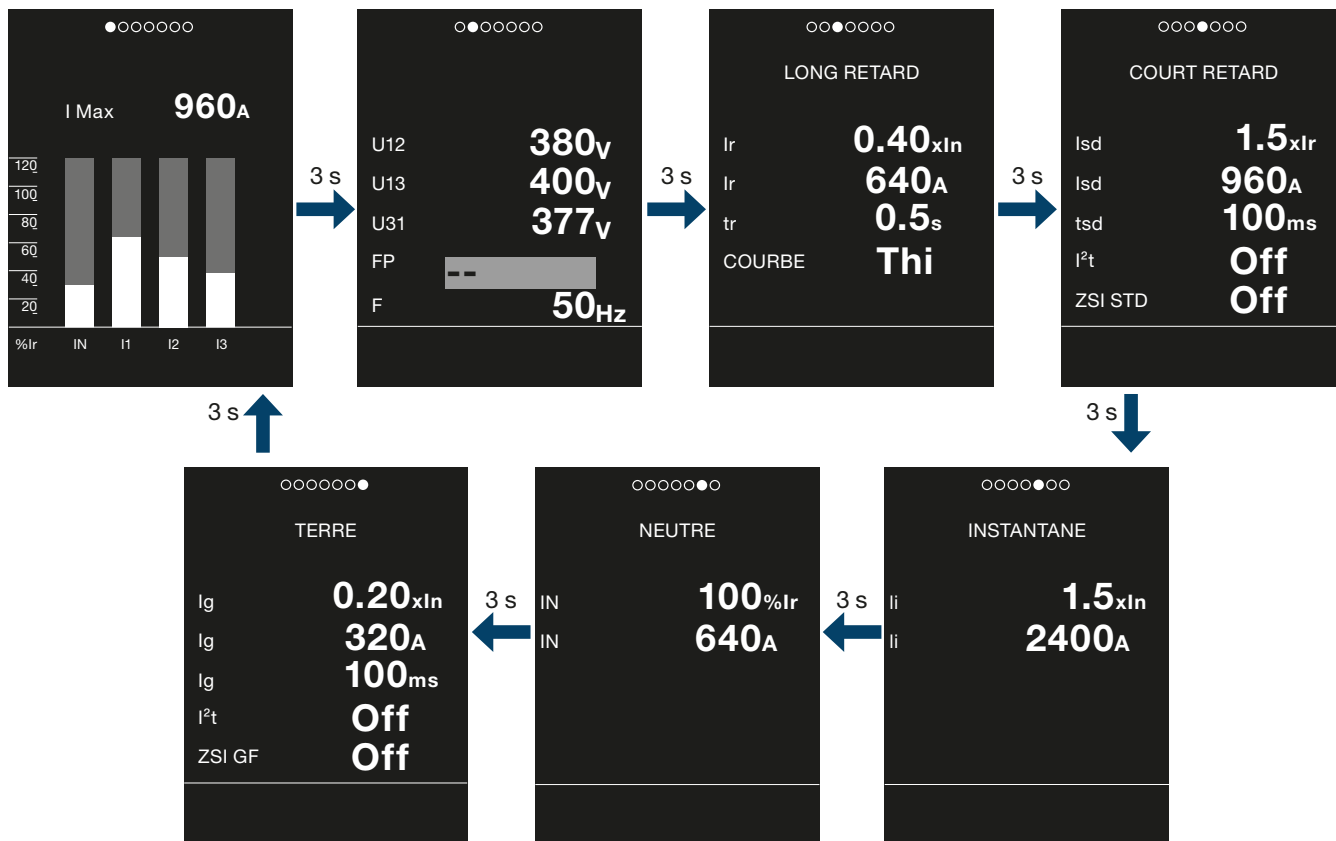 I Max 960A
120
100
80
60
40
20
%Ir IN I1 I2 I3
3 s
U12 380V
U13 400V
U31 377V
FP --
F 50Hz
3 s
LONG RETARD
Ir 0.40xIn
Ir 640A
tr 0.5s
COURBE Thi
3 s
COURT RETARD
Isd 1.5xIr
Isd 960A
tsd 100ms
I²t Off
ZSI STD Off
3 s
INSTANTANE
Ii 1.5xIn
Ii 2400A
3 s
NEUTRE
IN 100%Ir
IN 640A
3 s
TERRE
Ig 0.20xIn
Ig 320A
Ig 100ms
I²t Off
ZSI GF Off
3 s